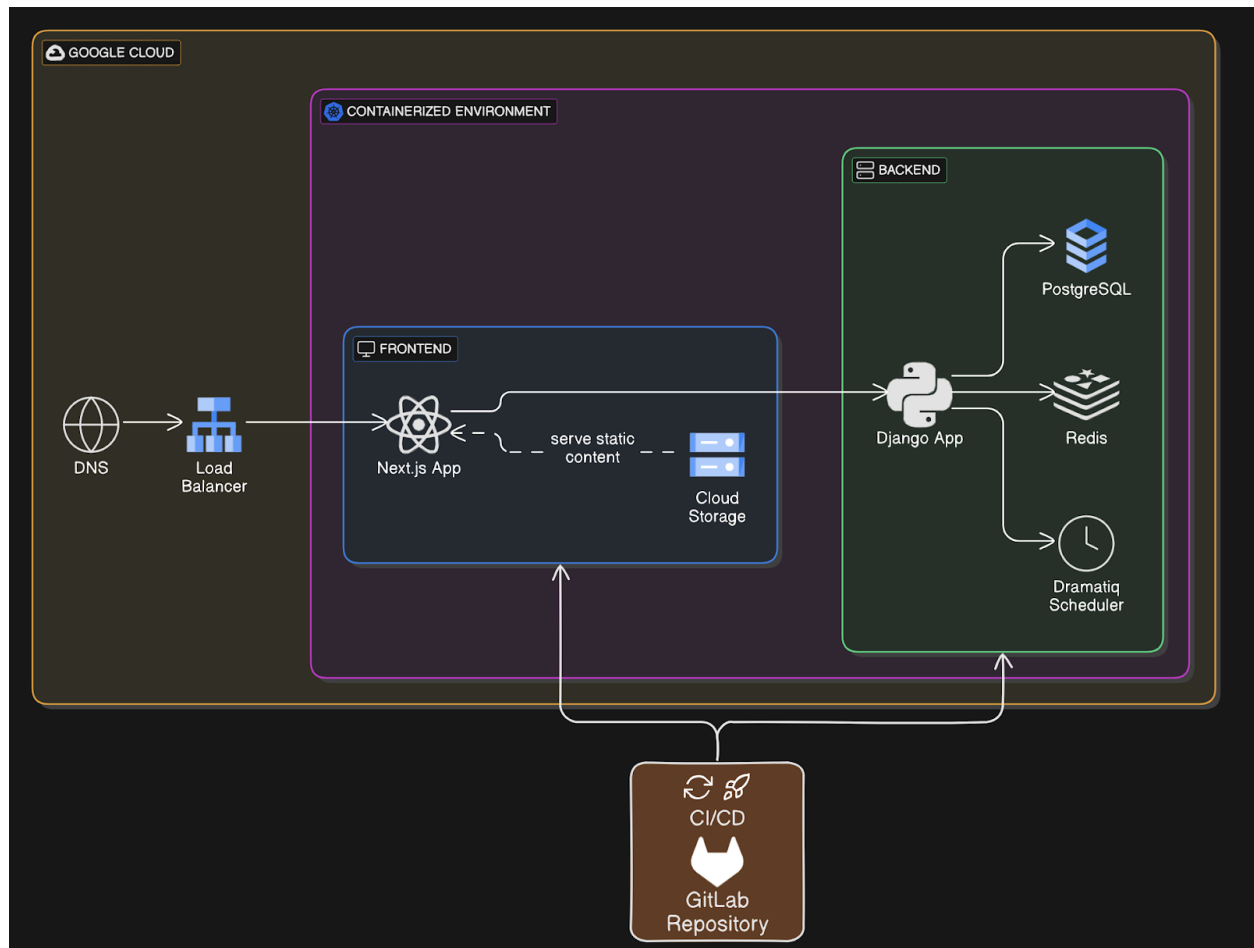 GOOGLE CLOUD
CONTAINERIZED ENVIRONMENT
BACKEND
PostgreSQL
FRONTEND
DNS
Load
Balancer
Next.js App
serve static
content
Cloud
Storage
Django App
Redis
Dramatiq
Scheduler
CI/CD
GitLab
Repository